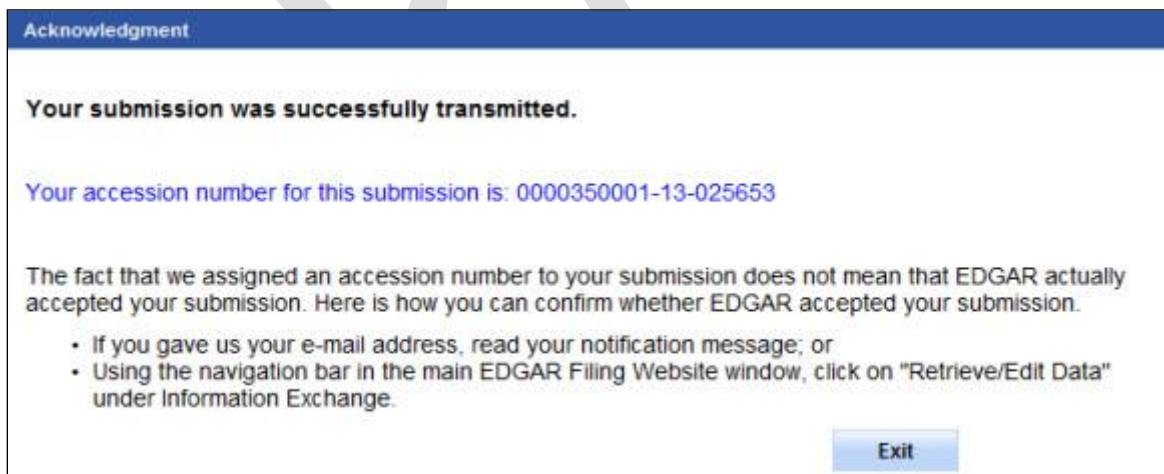 Acknowledgment
Your submission was successfully transmitted.
Your accession number for this submission is: 0000350001-13-025653
The fact that we assigned an accession number to your submission does not mean that EDGAR actually
accepted your submission. Here is how you can confirm whether EDGAR accepted your submission.
• If you gave us your e-mail address, read your notification message; or
• Using the navigation bar in the main EDGAR Filing Website window, click on "Retrieve/Edit Data"
under Information Exchange.
Exit